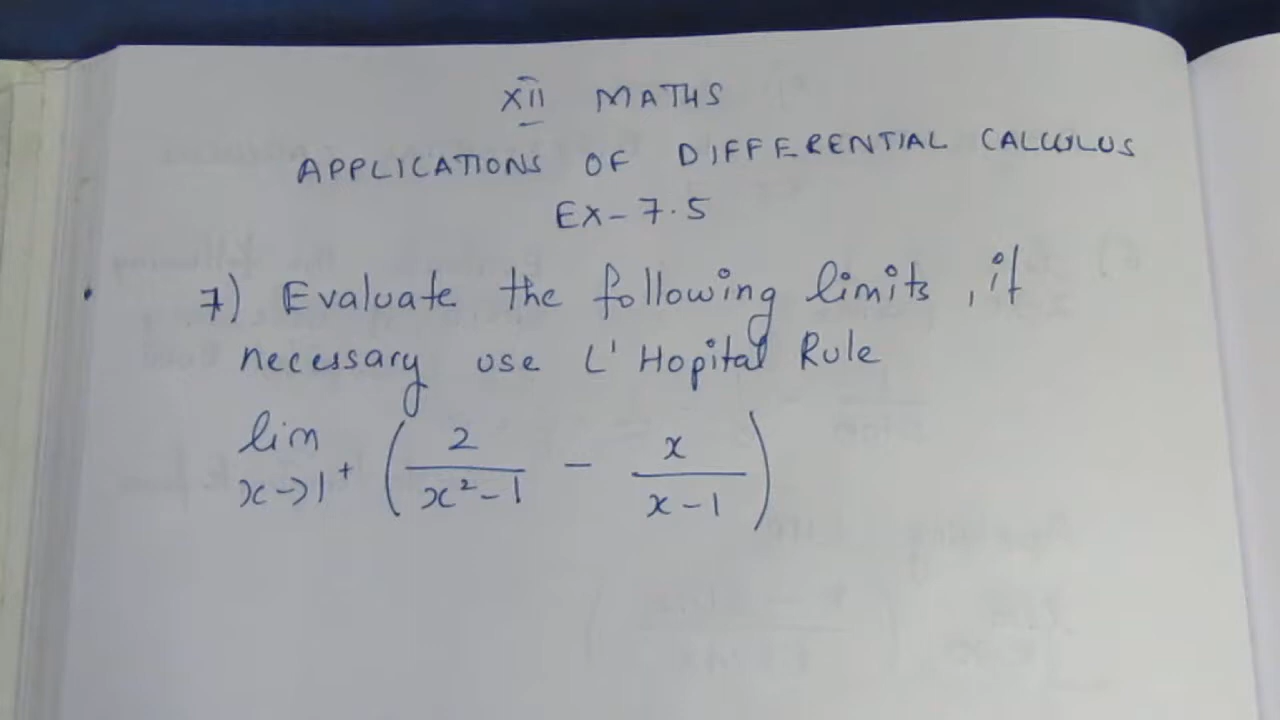 XII MATHS
APPLICATIONS OF DIFFERENTIAL CALCULUS
EX-7.5
7) Evaluate the following limits, if
necessary use L'Hopital Rule
lim x→1⁺ (2/(x²-1) - x/(x-1))